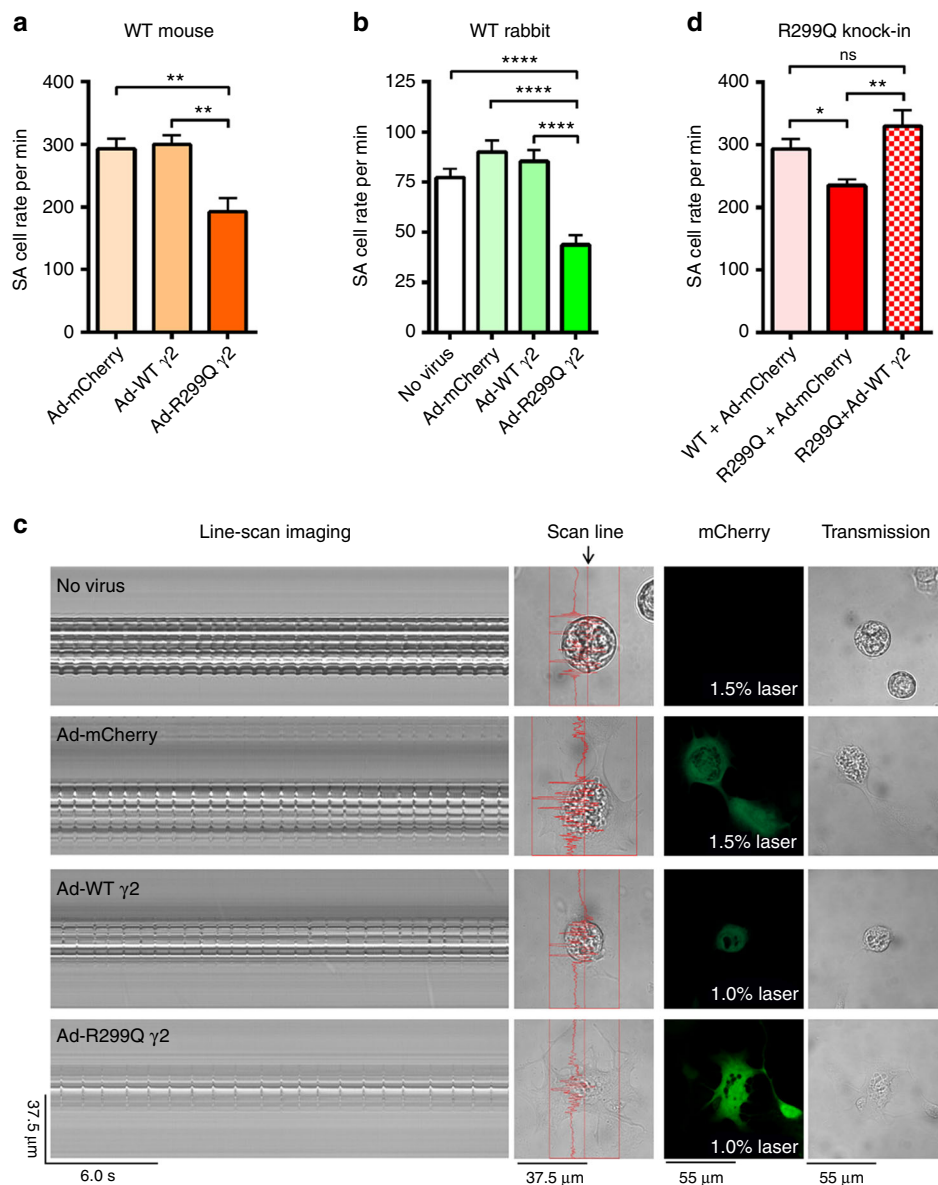 a
WT mouse
SA cell rate per min
400
300
200
100
0
**
**
Ad-mCherry
Ad-WT γ2
Ad-R299Q γ2
b
WT rabbit
SA cell rate per min
125
100
75
50
25
0
****
****
****
No virus
Ad-mCherry
Ad-WT γ2
Ad-R299Q γ2
d
R299Q knock-in
SA cell rate per min
400
300
200
100
0
ns
**
*
WT + Ad-mCherry
R299Q + Ad-mCherry
R299Q+Ad-WT γ2
c
Line-scan imaging
Scan line
mCherry
Transmission
No virus
1.5% laser
Ad-mCherry
1.5% laser
Ad-WT γ2
1.0% laser
Ad-R299Q γ2
1.0% laser
37.5 μm
6.0 s
37.5 μm
55 μm
55 μm